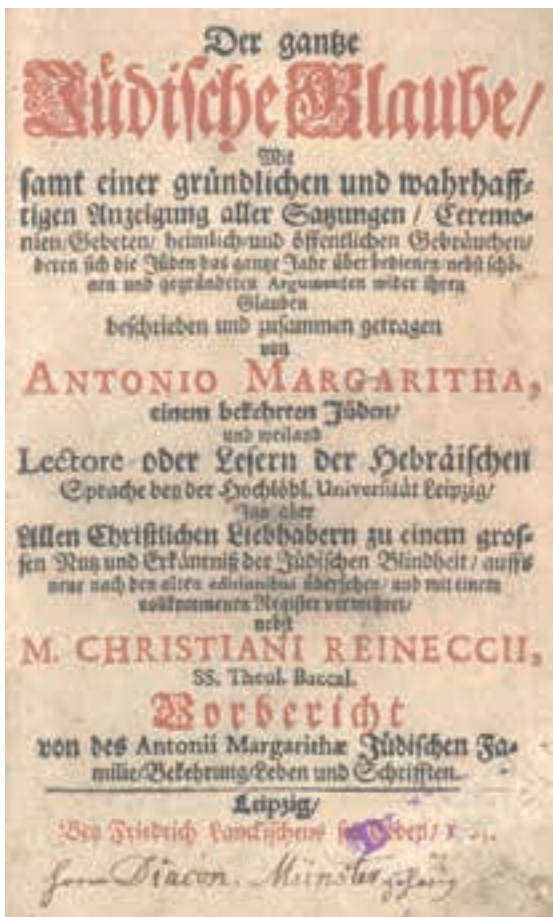 Der gantze
Jüdische Glaube/
Mit
samt einer gründlichen und wahrhaff-
tigen Anzeigung aller Satzungen / Ceremo-
nien/Gebeten/ heimlich-und öffentlichen Gebräuchen/
deren sich die Jüden das gantze Jahr über bedienen/ nebst schö-
nen und gegründeten Argumenten wider ihren
Glauben
beschrieben und zusammen getragen
von
ANTONIO MARGARITHA,
einem bekehrten Jüden/
und weiland
Lectore oder Lesern der Hebräischen
Sprache bey der Hochlöbl. Universität Leipzig/
Itzo aber
Allen Christlichen Liebhabern zu einem gros-
sen Nutz und Erkäntniß der Jüdischen Blindheit / auffs
neue nach den alten editionibus übersehen/ und mit einem
vollkommenen Register vermehret/
nebst
M. CHRISTIANI REINECCII,
SS. Theol. Baccal.
Vorbericht
von des Antonii Margarithæ Jüdischen Fa-
milie/Bekehrung/Leben und Schrifften.
Leipzig/
Bey Friedrich Lanckischens
Diacon. Münster